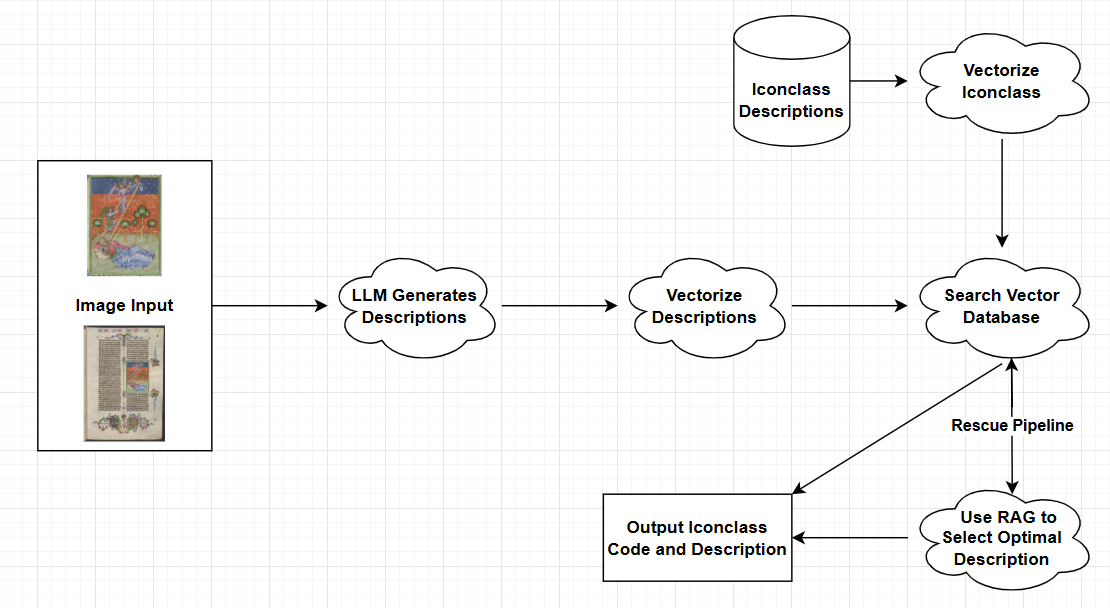 Iconclass
Descriptions
Vectorize
Iconclass
Image Input
LLM Generates
Descriptions
Vectorize
Descriptions
Search Vector
Database
Rescue Pipeline
Output Iconclass
Code and Description
Use RAG to
Select Optimal
Description